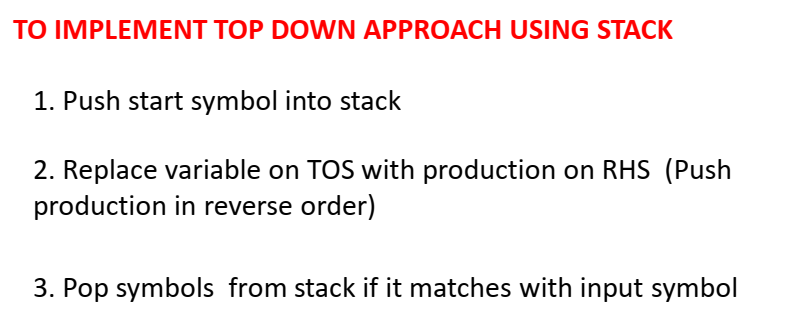 TO IMPLEMENT TOP DOWN APPROACH USING STACK
1. Push start symbol into stack
2. Replace variable on TOS with production on RHS (Push
production in reverse order)
3. Pop symbols from stack if it matches with input symbol